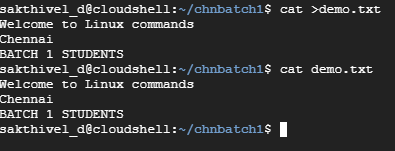 sakthivel_d@cloudshell:~/chnbatch1$ cat >demo.txt
Welcome to Linux commands
Chennai
BATCH 1 STUDENTS
sakthivel_d@cloudshell:~/chnbatch1$ cat demo.txt
Welcome to Linux commands
Chennai
BATCH 1 STUDENTS
sakthivel_d@cloudshell:~/chnbatch1$